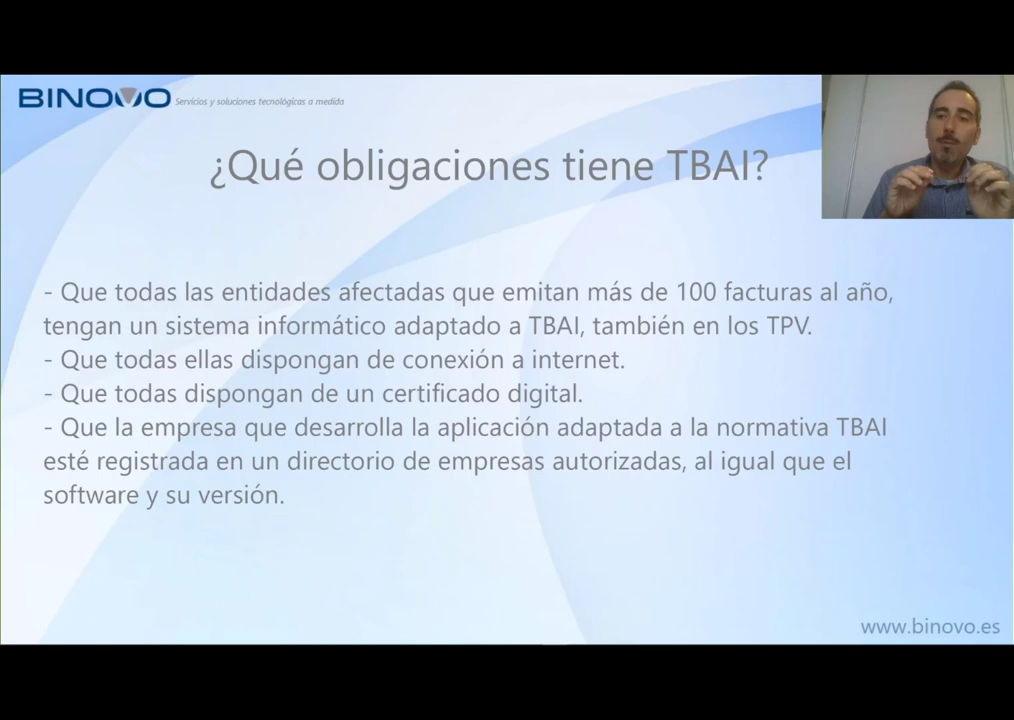 BINOVO Servicios y soluciones tecnológicas a medida
¿Qué obligaciones tiene TBAI?
- Que todas las entidades afectadas que emitan más de 100 facturas al año,
tengan un sistema informático adaptado a TBAI, también en los TPV.
- Que todas ellas dispongan de conexión a internet.
- Que todas dispongan de un certificado digital.
- Que la empresa que desarrolla la aplicación adaptada a la normativa TBAI
esté registrada en un directorio de empresas autorizadas, al igual que el
software y su versión.
www.binovo.es